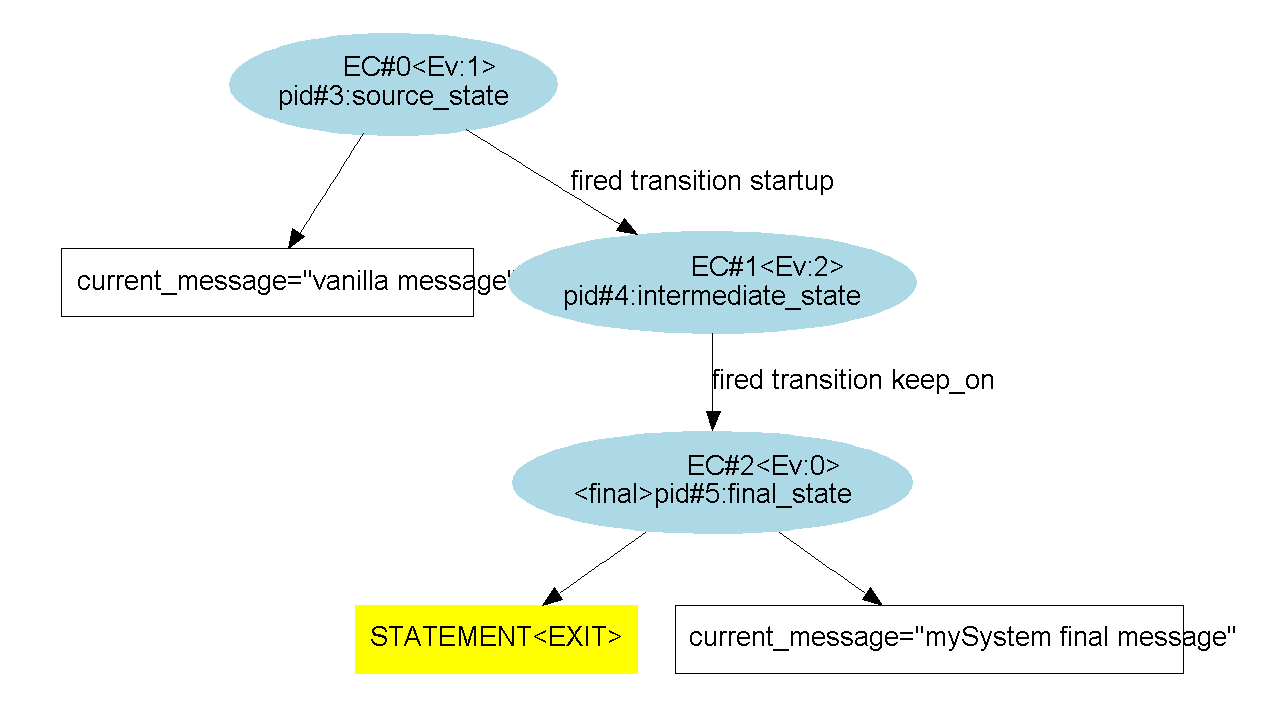 EC#0<Ev:1>
pid#3:source_state
fired transition startup
current_message="vanilla message"
EC#1<Ev:2>
pid#4:intermediate_state
fired transition keep_on
EC#2<Ev:0>
<final>pid#5:final_state
STATEMENT<EXIT>
current_message="mySystem final message"